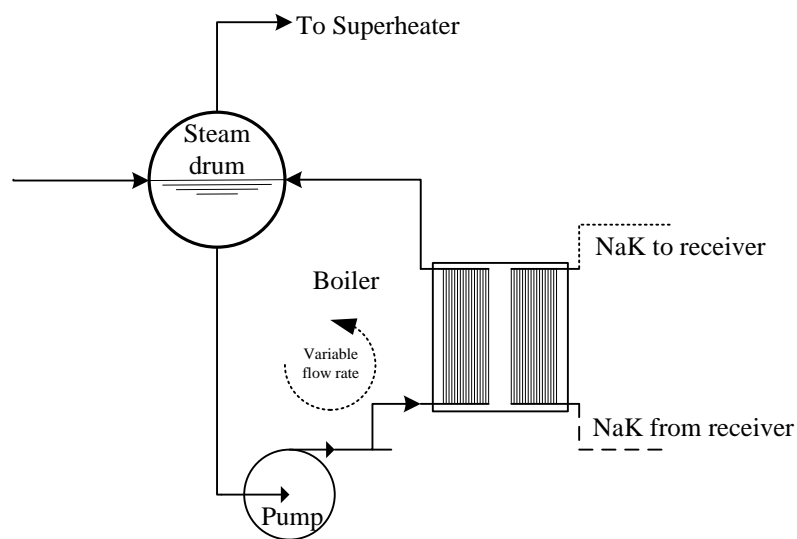 To Superheater
Steam
drum
NaK to receiver
Boiler
Variable
flow rate
NaK from receiver
Pump